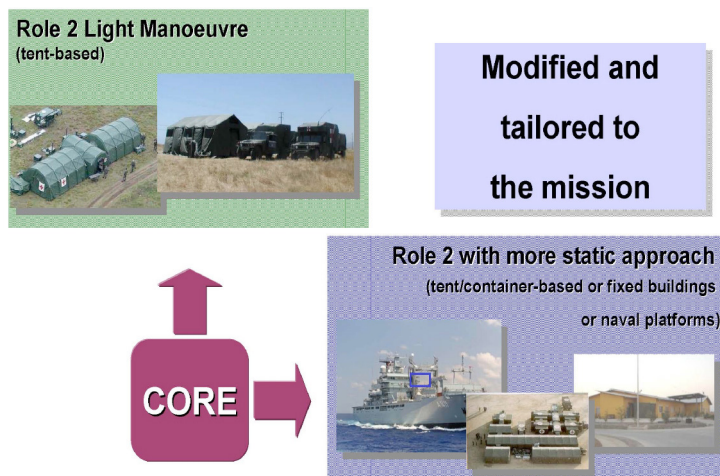 Role 2 Light Manoeuvre
(tent-based)
Modified and
tailored to
the mission
Role 2 with more static approach
(tent/container-based or fixed buildings
or naval platforms)
CORE